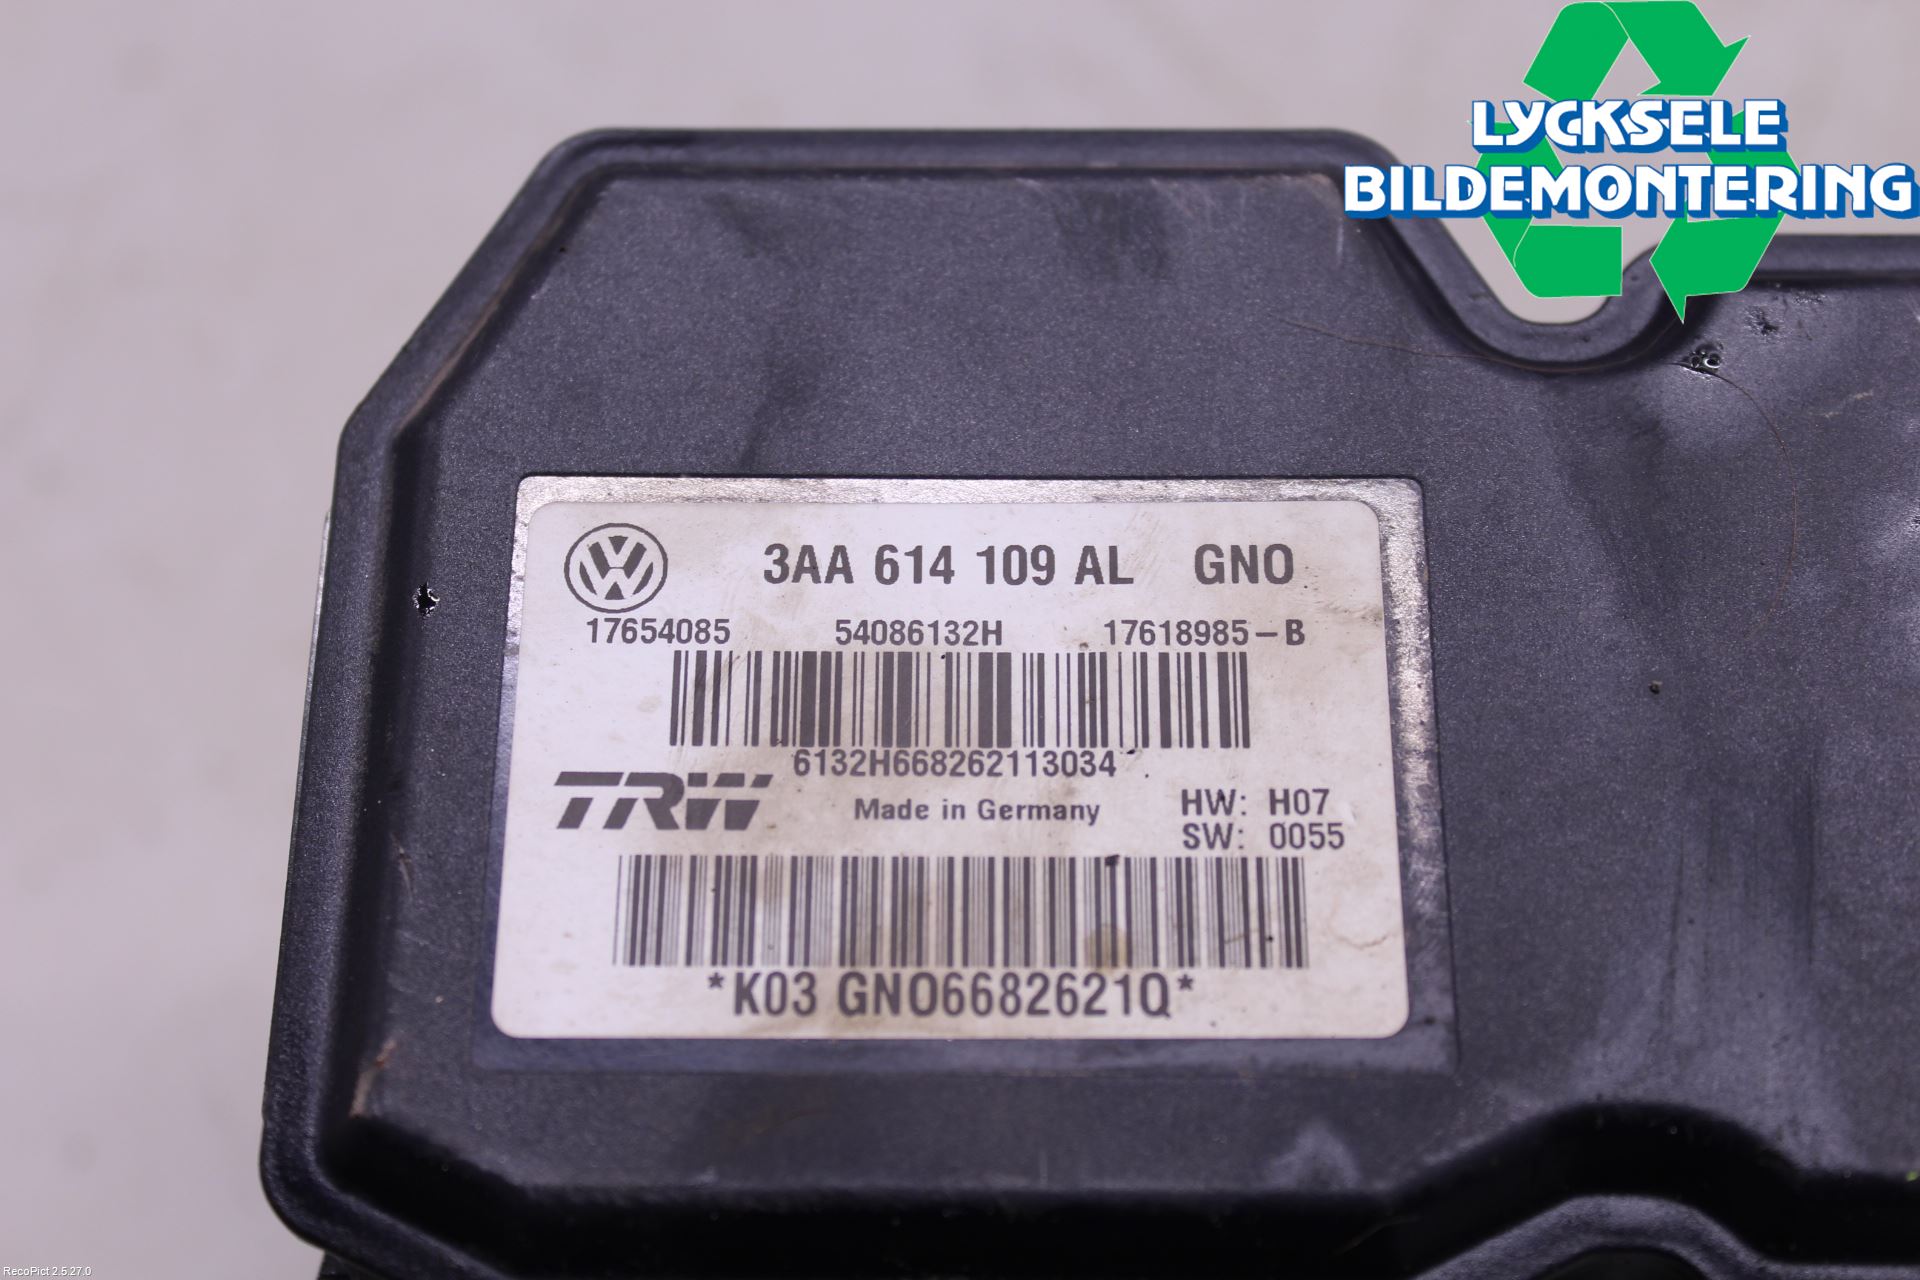 LYCKSELE
BILDEMONTERING
3AA 614 109 AL GNO
17654085 54086132H 17618985-B
6132H668262113034
TRW Made in Germany HW: H07
SW: 0055
*K03 GNO6682621Q*
RecoPict 2.5.27.0